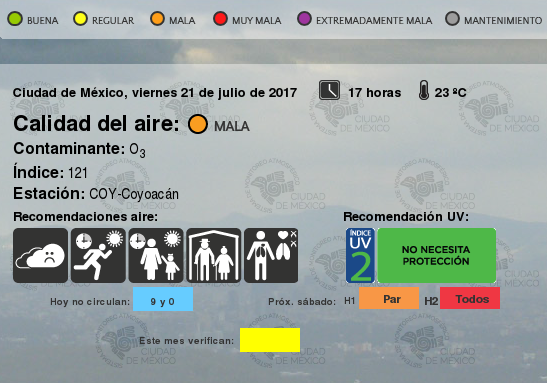 BUENA REGULAR MALA MUY MALA EXTREMADAMENTE MALA MANTENIMIENTO
Ciudad de México, viernes 21 de julio de 2017 17 horas 23 ºC
Calidad del aire: MALA
Contaminante: O3
Índice: 121
Estación: COY-Coyoacán
Recomendaciones aire: Recomendación UV:
ÍNDICE
UV
2
NO NECESITA
PROTECCIÓN
Hoy no circulan: 9 y 0 Próx. sábado: H1 Par H2 Todos
Este mes verifican:
CIUDAD
DE MÉXICO